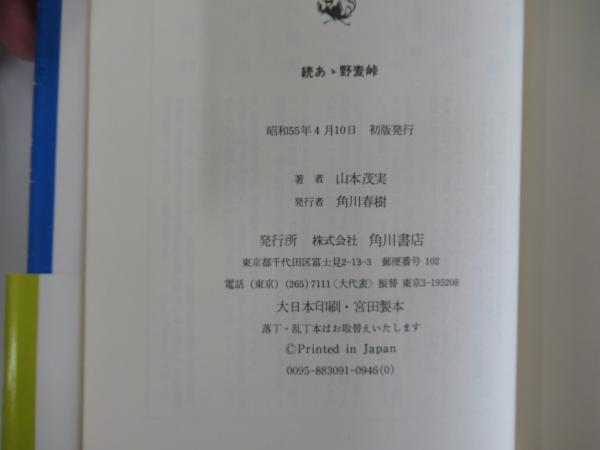 続あゝ野麦峠
昭和55年4月10日 初版発行
著者 山本茂実
発行者 角川春樹
発行所 株式会社 角川書店
東京都千代田区富士見2-13-3 郵便番号 102
電話 (東京) (265) 7111〈大代表〉 振替 東京3-195208
大日本印刷・宮田製本
落丁・乱丁本はお取替えいたします
©Printed in Japan
0095-883091-0946(0)